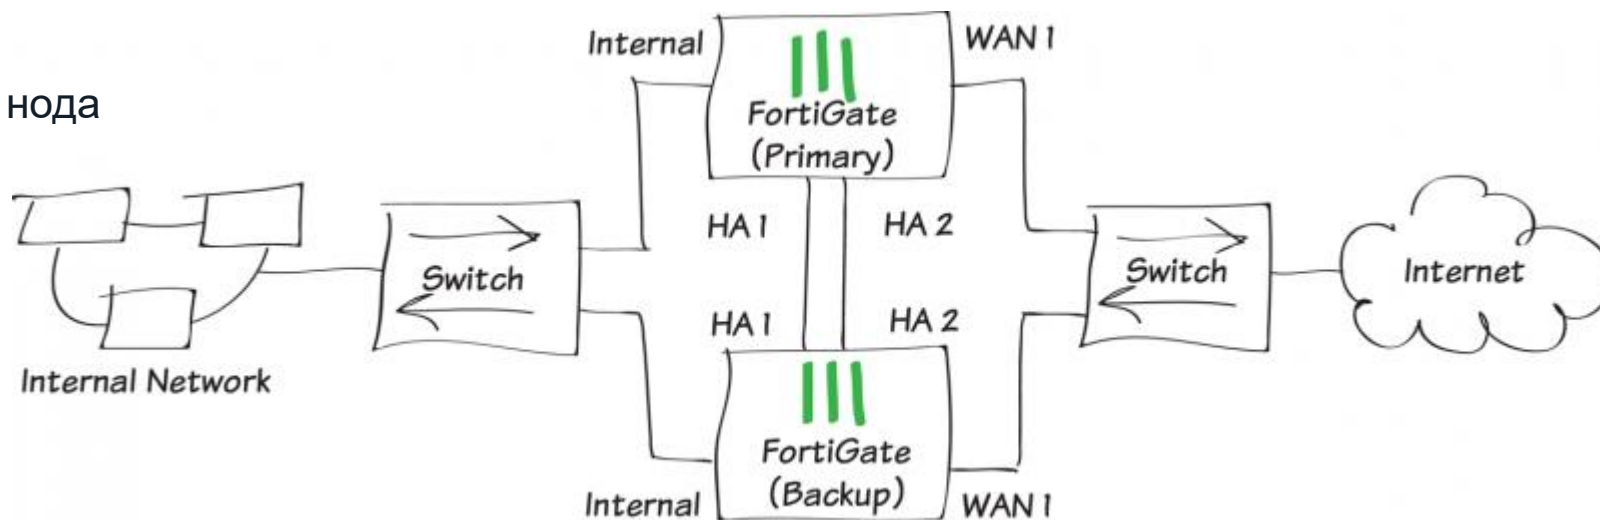 нода
Internal
WAN 1
FortiGate
(Primary)
HA 1
HA 2
Switch
Switch
Internet
HA 1
HA 2
Internal Network
FortiGate
(Backup)
Internal
WAN 1